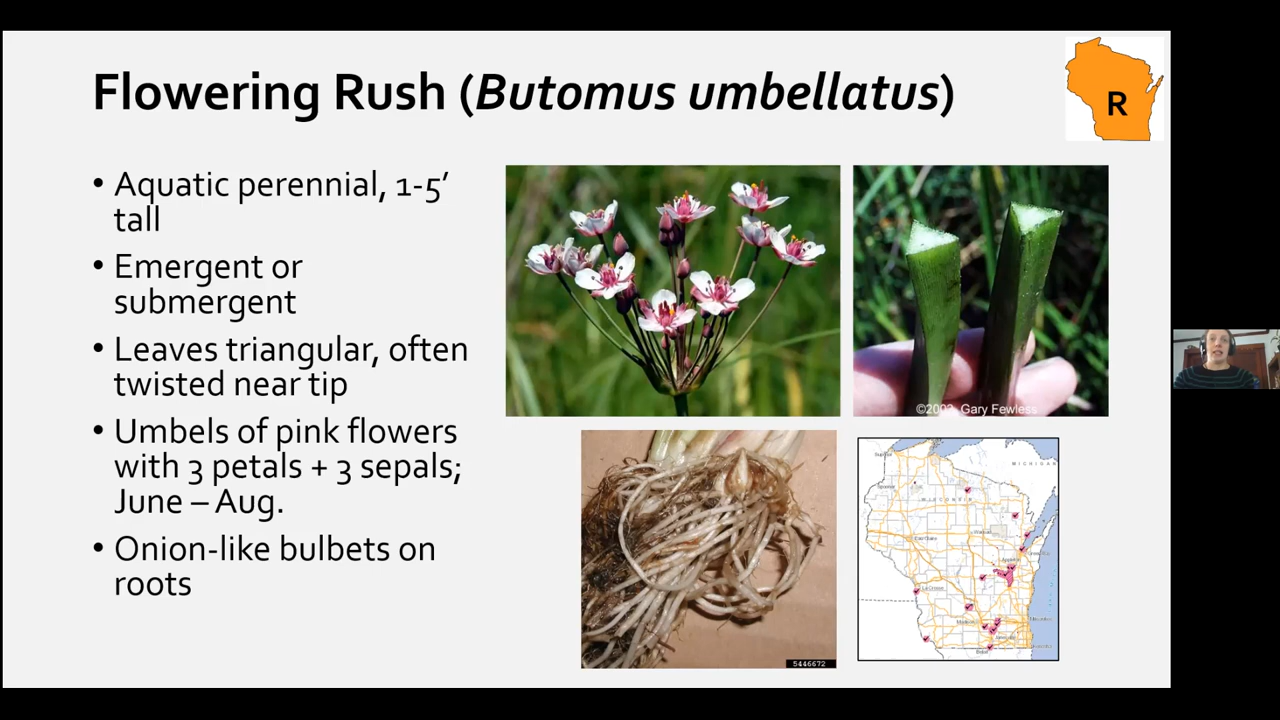 Flowering Rush (Butomus umbellatus)
R
• Aquatic perennial, 1-5′
tall
• Emergent or
submergent
• Leaves triangular, often
twisted near tip
• Umbels of pink flowers
with 3 petals + 3 sepals;
June – Aug.
• Onion-like bulbets on
roots
Gary Fewless
5446672
MICHIGAN
WISCONSIN